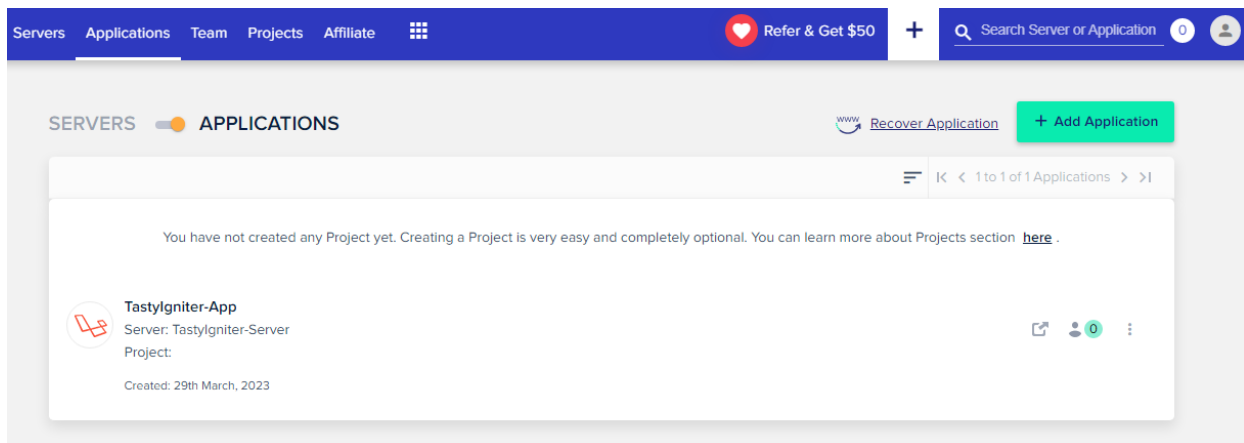 Servers Applications Team Projects Affiliate Refer & Get $50 + Search Server or Application 0
SERVERS APPLICATIONS www Recover Application + Add Application
1 to 1 of 1 Applications
You have not created any Project yet. Creating a Project is very easy and completely optional. You can learn more about Projects section here .
TastyIgniter-App
Server: TastyIgniter-Server
0
Project:
Created: 29th March, 2023